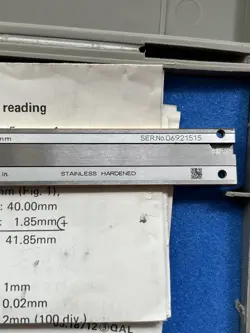 reading
mm
SER.No.06921515
in.
STAINLESS HARDENED
mm (Fig. 1),
: 40.00mm
: 1.85mm(+
41.85mm
1mm
0.02mm
2mm (100 div.)
QAL